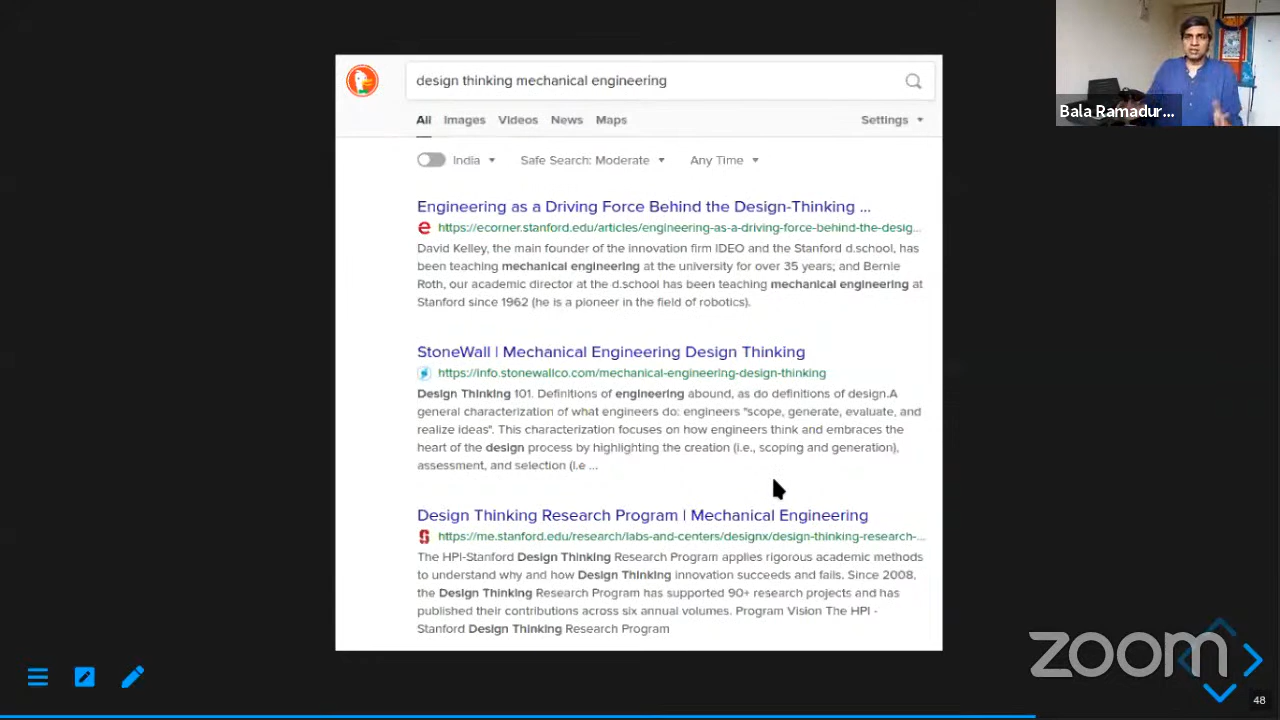 design thinking mechanical engineering
All Images Videos News Maps Settings
India Safe Search: Moderate Any Time
Engineering as a Driving Force Behind the Design-Thinking ...
https://ecorner.stanford.edu/articles/engineering-as-a-driving-force-behind-the-desig...
David Kelley, the main founder of the innovation firm IDEO and the Stanford d.school, has
been teaching mechanical engineering at the university for over 35 years; and Bernie
Roth, our academic director at the d.school has been teaching mechanical engineering at
Stanford since 1962 (he is a pioneer in the field of robotics).
StoneWall | Mechanical Engineering Design Thinking
https://info.stonewallco.com/mechanical-engineering-design-thinking
Design Thinking 101. Definitions of engineering abound, as do definitions of design.A
general characterization of what engineers do: engineers "scope, generate, evaluate, and
realize ideas". This characterization focuses on how engineers think and embraces the
heart of the design process by highlighting the creation (i.e., scoping and generation),
assessment, and selection (i.e ...
Design Thinking Research Program | Mechanical Engineering
https://me.stanford.edu/research/labs-and-centers/designx/design-thinking-research-...
The HPI-Stanford Design Thinking Research Program applies rigorous academic methods
to understand why and how Design Thinking innovation succeeds and fails. Since 2008,
the Design Thinking Research Program has supported 90+ research projects and has
published their contributions across six annual volumes. Program Vision The HPI -
Stanford Design Thinking Research Program
Bala Ramadur...
zoom
48